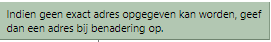 Indien geen exact adres opgegeven kan worden, geef
dan een adres bij benadering op.